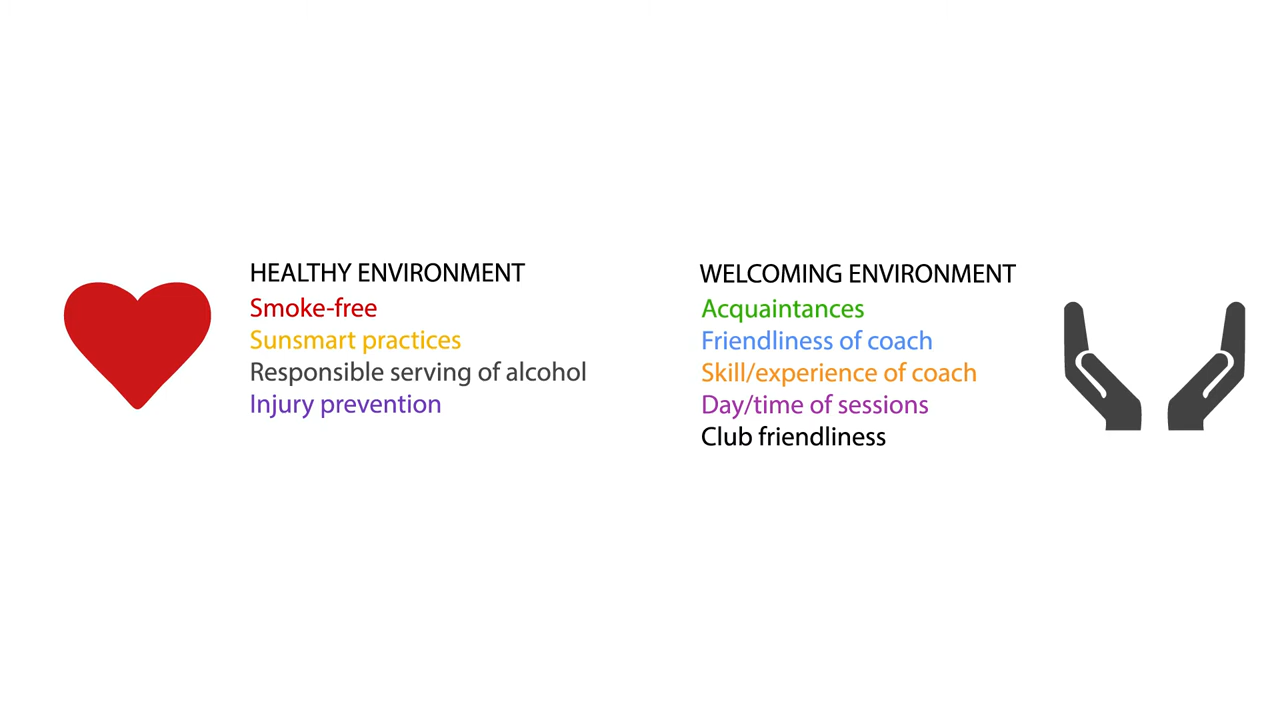 HEALTHY ENVIRONMENT
Smoke-free
Sunsmart practices
Responsible serving of alcohol
Injury prevention
WELCOMING ENVIRONMENT
Acquaintances
Friendliness of coach
Skill/experience of coach
Day/time of sessions
Club friendliness